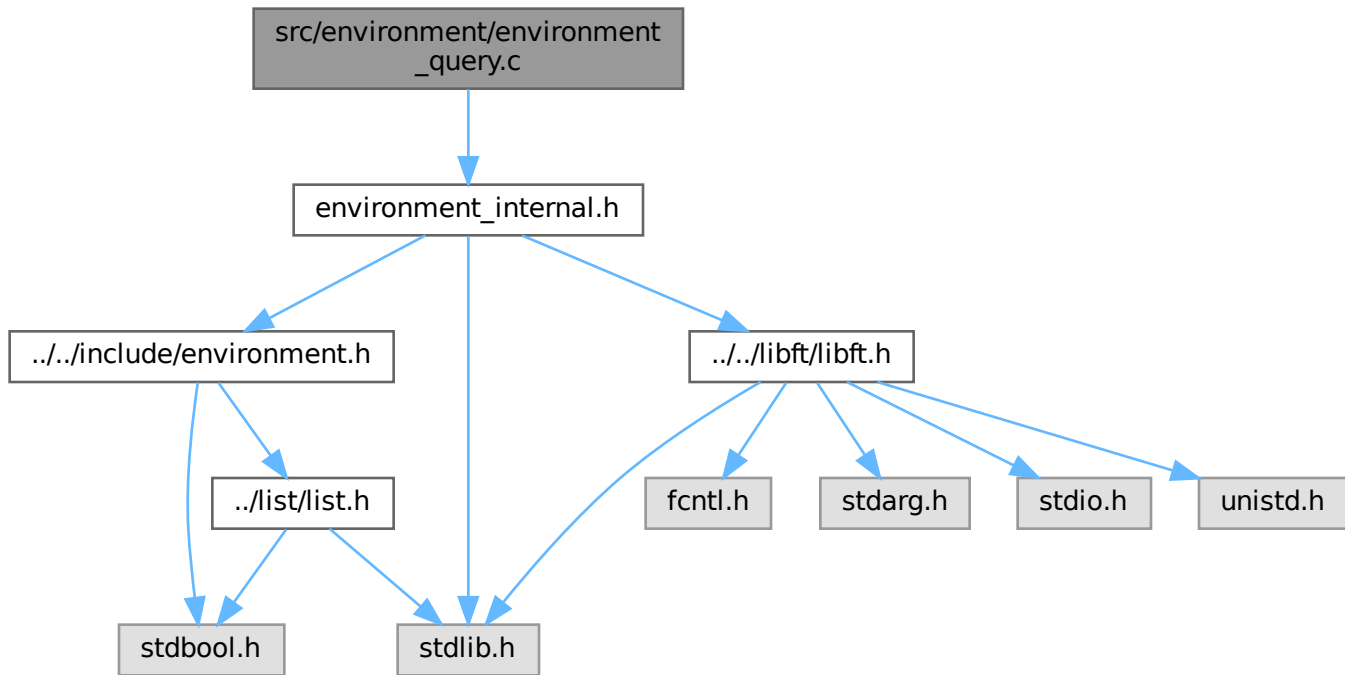 src/environment/environment
_query.c
environment_internal.h
../../include/environment.h
../../libft/libft.h
../list/list.h
fcntl.h
stdarg.h
stdio.h
unistd.h
stdbool.h
stdlib.h